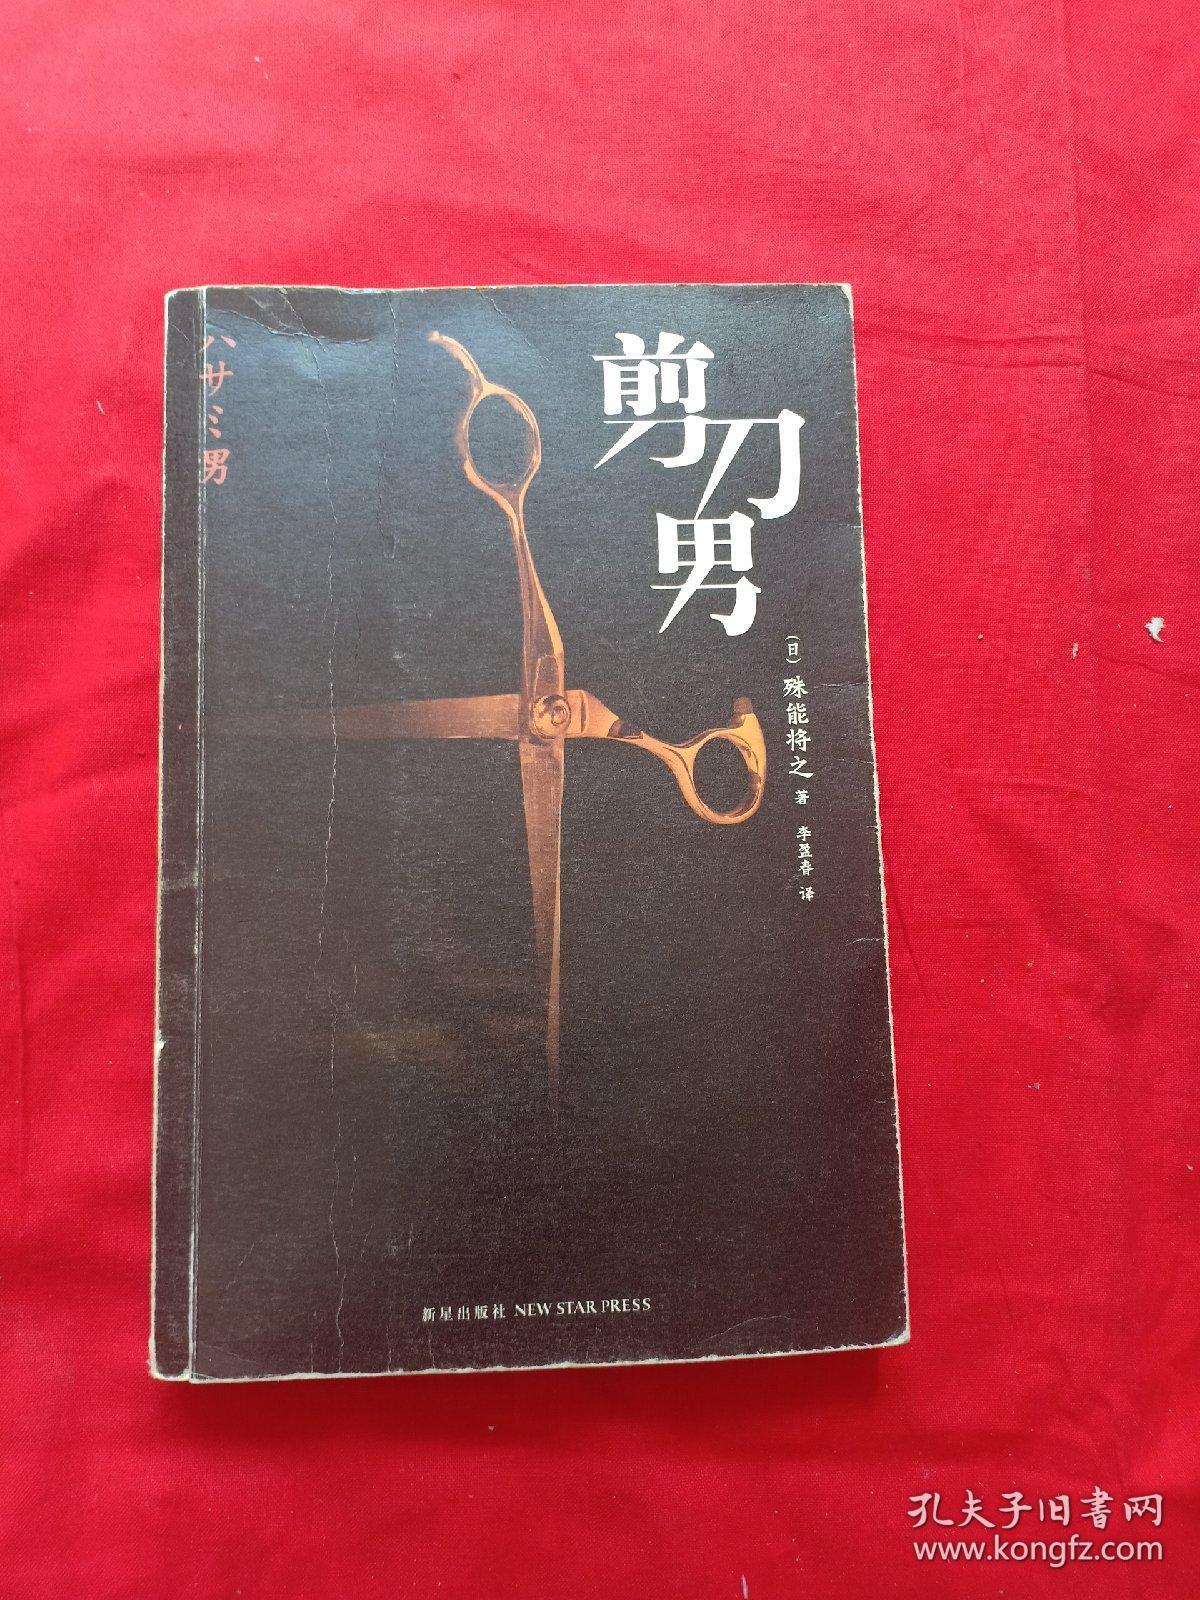 ハサミ男
剪刀男
(日) 殊能将之 著 李盈春 译
新星出版社 NEW STAR PRESS
孔夫子旧書网
www.kongfz.com